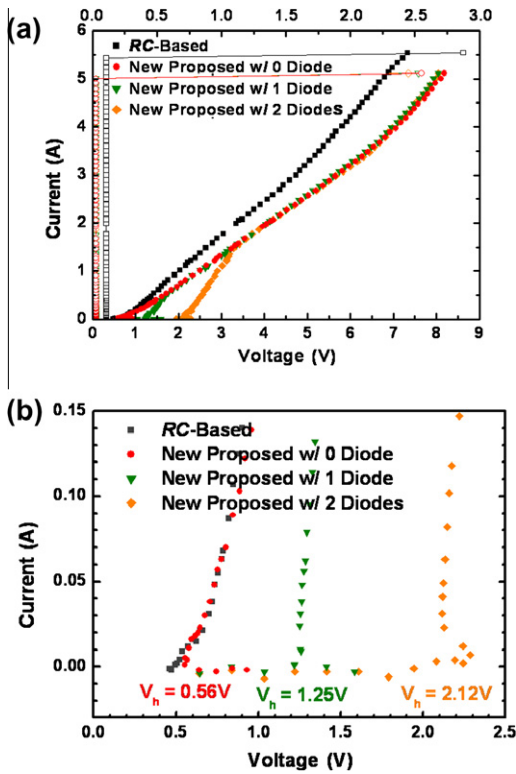 (a)
0.0 0.5 1.0 1.5 2.0 2.5 3.0
6
5
4
3
2
1
0
Current (A)
RC-Based
New Proposed w/ 0 Diode
New Proposed w/ 1 Diode
New Proposed w/ 2 Diodes
0 1 2 3 4 5 6 7 8 9
Voltage (V)
(b)
0.15
0.10
0.05
0.00
Current (A)
RC-Based
New Proposed w/ 0 Diode
New Proposed w/ 1 Diode
New Proposed w/ 2 Diodes
Vh = 0.56V
Vh = 1.25V
Vh = 2.12V
0.0 0.5 1.0 1.5 2.0 2.5
Voltage (V)